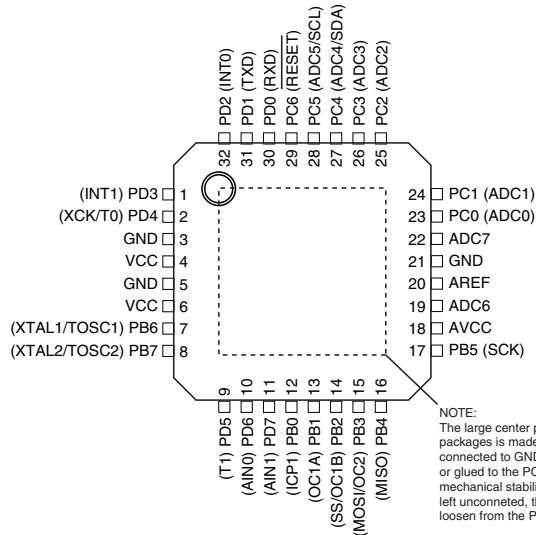 32 PD2 (INT0)
31 PD1 (TXD)
30 PD0 (RXD)
29 PC6 (RESET)
28 PC5 (ADC5/SCL)
27 PC4 (ADC4/SDA)
26 PC3 (ADC3)
25 PC2 (ADC2)
(INT1) PD3 1
(XCK/T0) PD4 2
GND 3
VCC 4
GND 5
VCC 6
(XTAL1/TOSC1) PB6 7
(XTAL2/TOSC2) PB7 8
24 PC1 (ADC1)
23 PC0 (ADC0)
22 ADC7
21 GND
20 AREF
19 ADC6
18 AVCC
17 PB5 (SCK)
(T1) PD5 9
(AIN0) PD6 10
(AIN1) PD7 11
(ICP1) PB0 12
(OC1A) PB1 13
(SS/OC1B) PB2 14
(MOSI/OC2) PB3 15
(MISO) PB4 16
NOTE:
The large center p
packages is made
connected to GND
or glued to the PC
mechanical stabili
left unconneted, t
loosen from the P